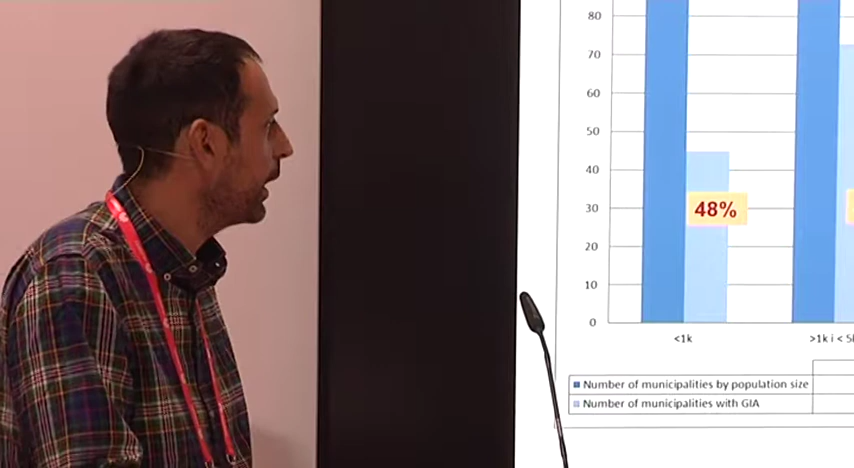 80
70
60
50
40
30
20
10
0
48%
<1k
>1k i < 5
Number of municipalities by population size
Number of municipalities with GIA